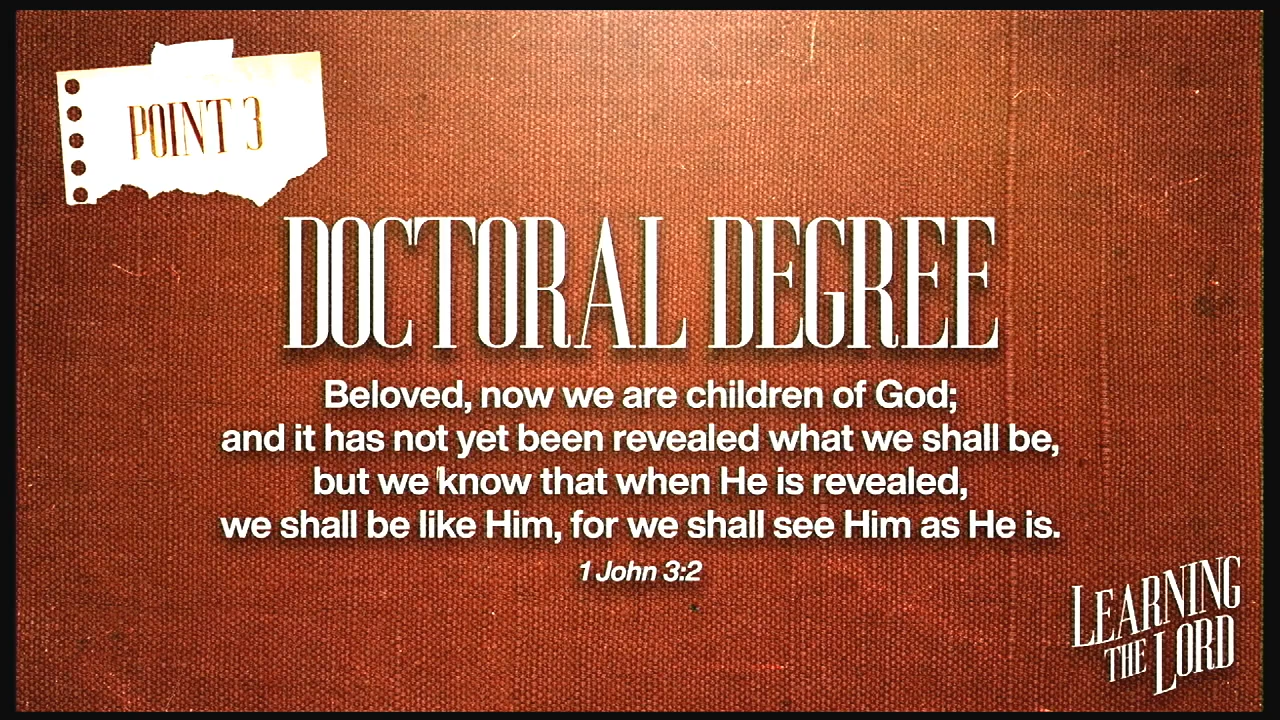 POINT 3
DOCTORAL DEGREE
Beloved, now we are children of God;
and it has not yet been revealed what we shall be,
but we know that when He is revealed,
we shall be like Him, for we shall see Him as He is.
1 John 3:2
LEARNING
THE LORD